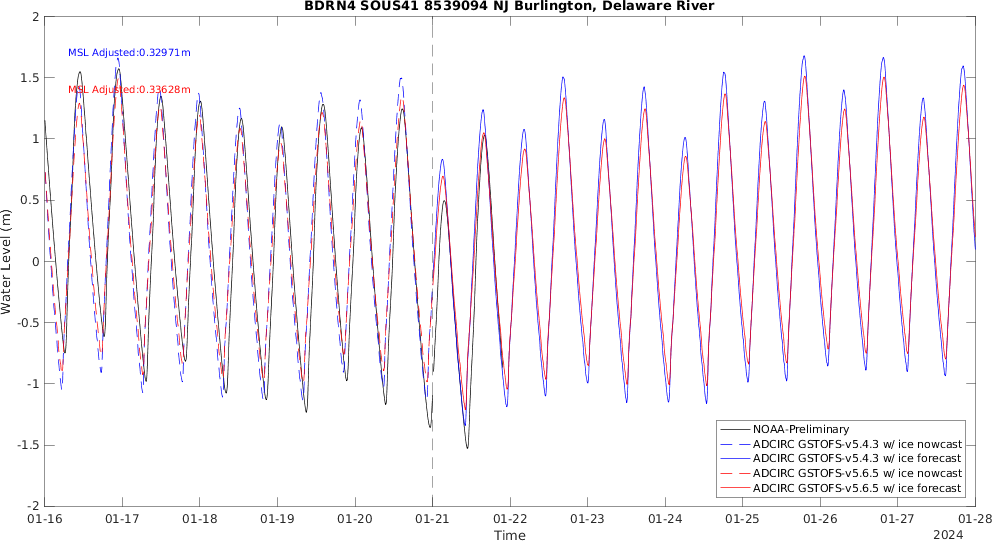 BDRN4 SOUS41 8539094 NJ Burlington, Delaware River
2
1.5
1
0.5
0
-0.5
-1
-1.5
-2
Water Level (m)
MSL Adjusted:0.32971m
MSL Adjusted:0.33628m
NOAA-Preliminary
ADCIRC GSTOFS-v5.4.3 w/ ice nowcast
ADCIRC GSTOFS-v5.4.3 w/ ice forecast
ADCIRC GSTOFS-v5.6.5 w/ ice nowcast
ADCIRC GSTOFS-v5.6.5 w/ ice forecast
01-16 01-17 01-18 01-19 01-20 01-21 01-22 01-23 01-24 01-25 01-26 01-27 01-28
Time
2024